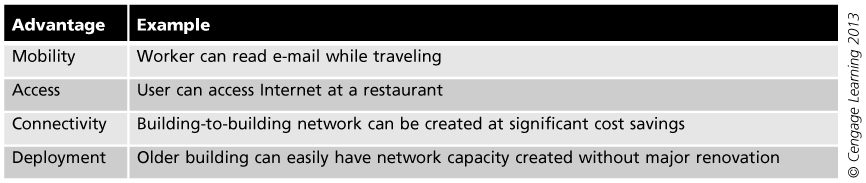 Advantage Example
Mobility Worker can read e-mail while traveling
Access User can access Internet at a restaurant
Connectivity Building-to-building network can be created at significant cost savings
Deployment Older building can easily have network capacity created without major renovation
© Cengage Learning 2013